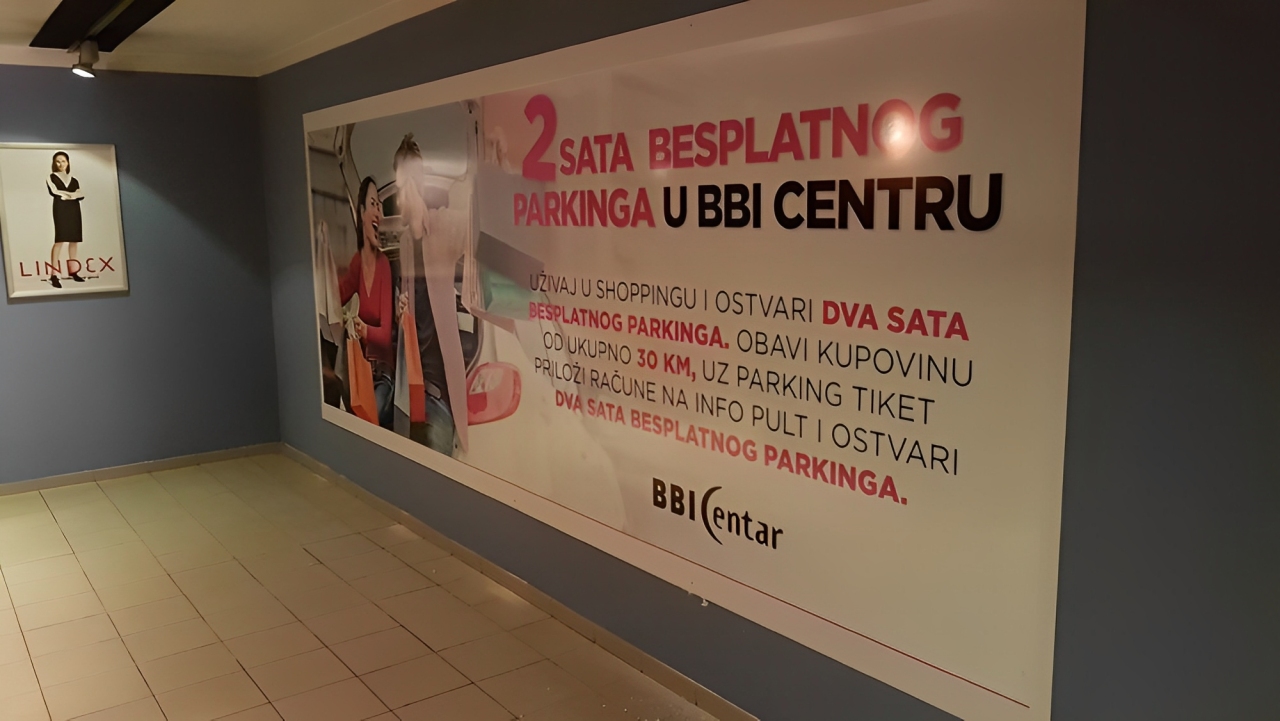 2 SATA BESPLATNOG
PARKINGA U BBI CENTRU
UŽIVAJ U SHOPPINGU I OSTVARI DVA SATA
BESPLATNOG PARKINGA. OBAVI KUPOVINU
OD UKUPNO 30 KM, UZ PARKING TIKET
PRILOŽI RAČUNE NA INFO PULT I OSTVARI
DVA SATA BESPLATNOG PARKINGA.
BBI Centar
LINDEX